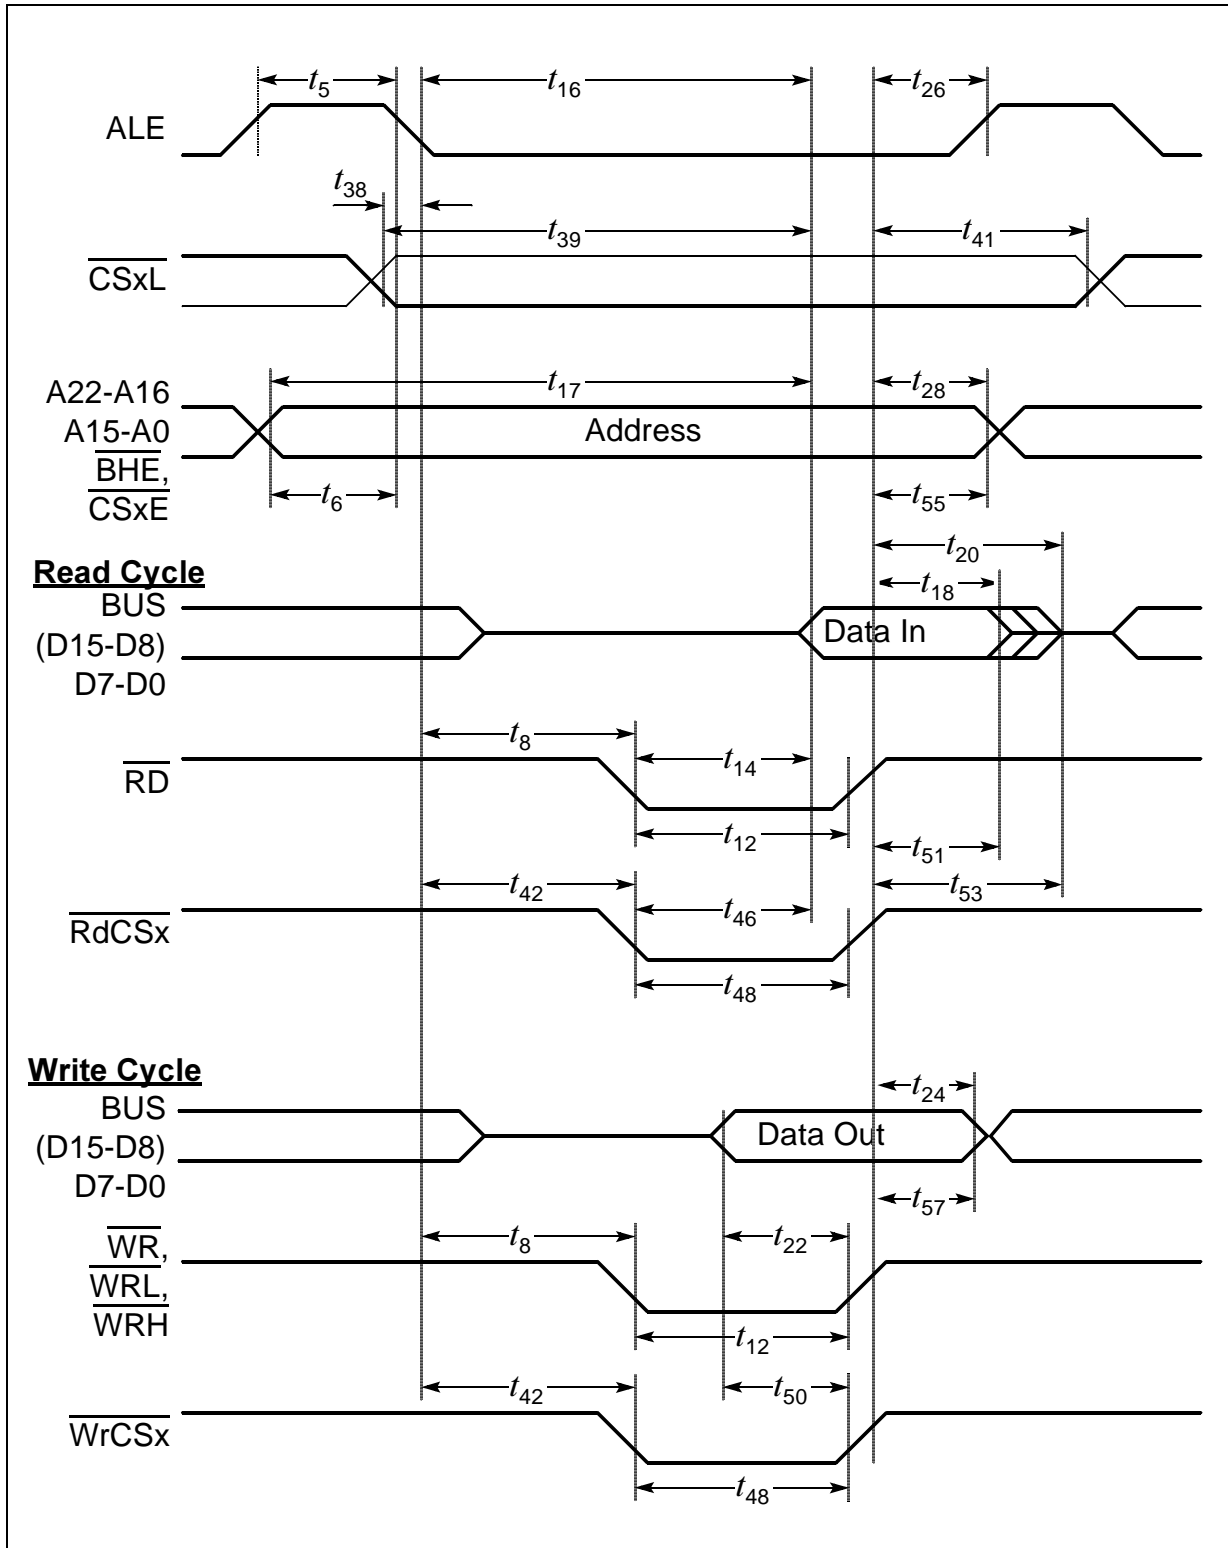 t5 t16 t26
ALE
t38
t39 t41
CSxL
A22-A16 t17 t28
A15-A0 Address
BHE,
CSxE t6 t55
t20
Read Cycle
t18
BUS
(D15-D8) Data In
D7-D0
t8
RD t14
t12 t51
t42 t53
RdCSx t46
t48
Write Cycle
t24
BUS
(D15-D8) Data Out
D7-D0
t57
WR, t8 t22
WRL,
WRH
t12
t42 t50
WrCSx
t48